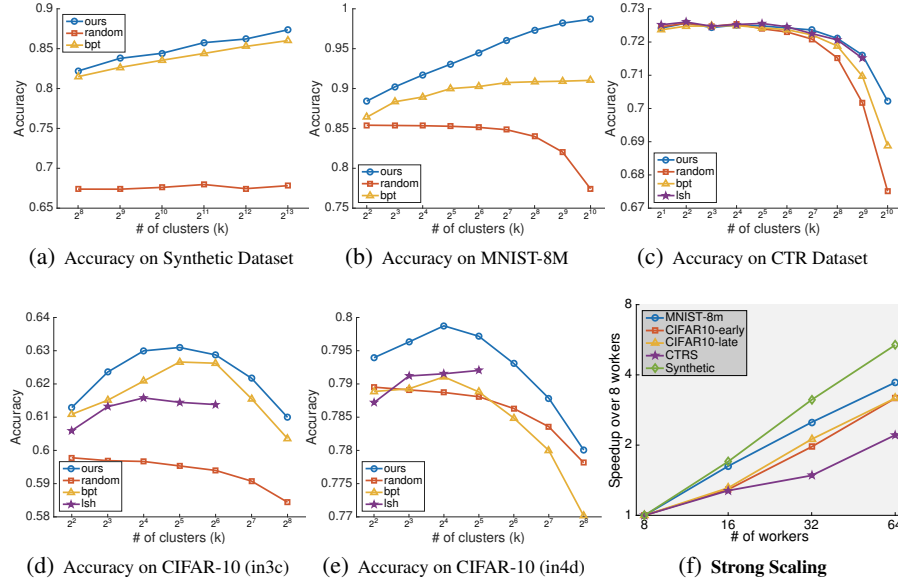 0.9
0.85
0.8
0.75
0.7
0.65
Accuracy
ours
random
bpt
2^8 2^9 2^10 2^11 2^12 2^13
# of clusters (k)
(a) Accuracy on Synthetic Dataset
1
0.95
0.9
0.85
0.8
0.75
Accuracy
ours
random
bpt
2^2 2^3 2^4 2^5 2^6 2^7 2^8 2^9 2^10
# of clusters (k)
(b) Accuracy on MNIST-8M
0.73
0.72
0.71
0.7
0.69
0.68
0.67
Accuracy
ours
random
bpt
lsh
2^1 2^2 2^3 2^4 2^5 2^6 2^7 2^8 2^9 2^10
# of clusters (k)
(c) Accuracy on CTR Dataset
0.64
0.63
0.62
0.61
0.6
0.59
0.58
Accuracy
ours
random
bpt
lsh
2^2 2^3 2^4 2^5 2^6 2^7 2^8
# of clusters (k)
(d) Accuracy on CIFAR-10 (in3c)
0.8
0.795
0.79
0.785
0.78
0.775
0.77
Accuracy
ours
random
bpt
lsh
2^2 2^3 2^4 2^5 2^6 2^7 2^8
# of clusters (k)
(e) Accuracy on CIFAR-10 (in4d)
8
4
2
1
Speedup over 8 workers
MNIST-8m
CIFAR10-early
CIFAR10-late
CTRS
Synthetic
8 16 32 64
# of workers
(f) Strong Scaling